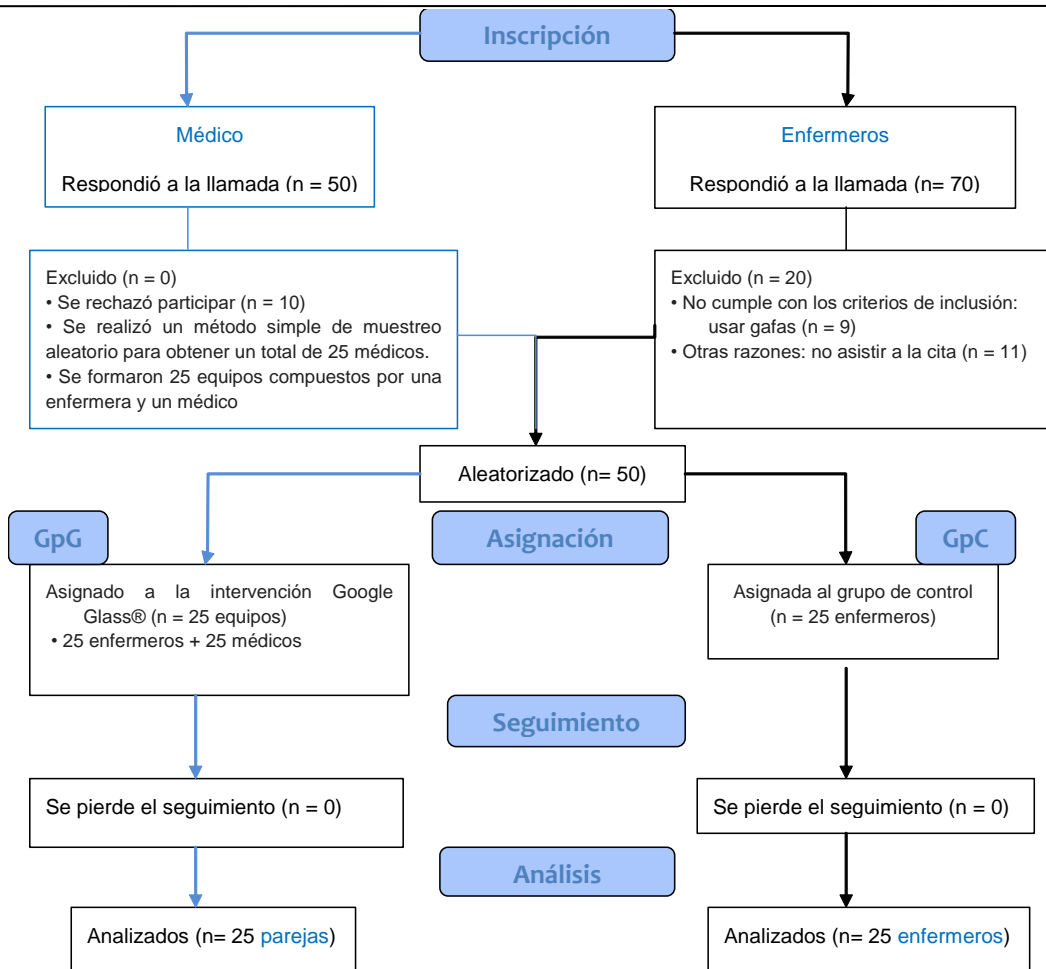 Inscripción
Médico
Respondió a la llamada (n = 50)
Enfermeros
Respondió a la llamada (n= 70)
Excluido (n = 0)
• Se rechazó participar (n = 10)
• Se realizó un método simple de muestreo
aleatorio para obtener un total de 25 médicos.
• Se formaron 25 equipos compuestos por una
enfermera y un médico
Excluido (n = 20)
• No cumple con los criterios de inclusión:
usar gafas (n = 9)
• Otras razones: no asistir a la cita (n = 11)
Aleatorizado (n= 50)
GpG
Asignación
GpC
Asignado a la intervención Google
Glass® (n = 25 equipos)
• 25 enfermeros + 25 médicos
Asignada al grupo de control
(n = 25 enfermeros)
Seguimiento
Se pierde el seguimiento (n = 0)
Se pierde el seguimiento (n = 0)
Análisis
Analizados (n= 25 parejas)
Analizados (n= 25 enfermeros)